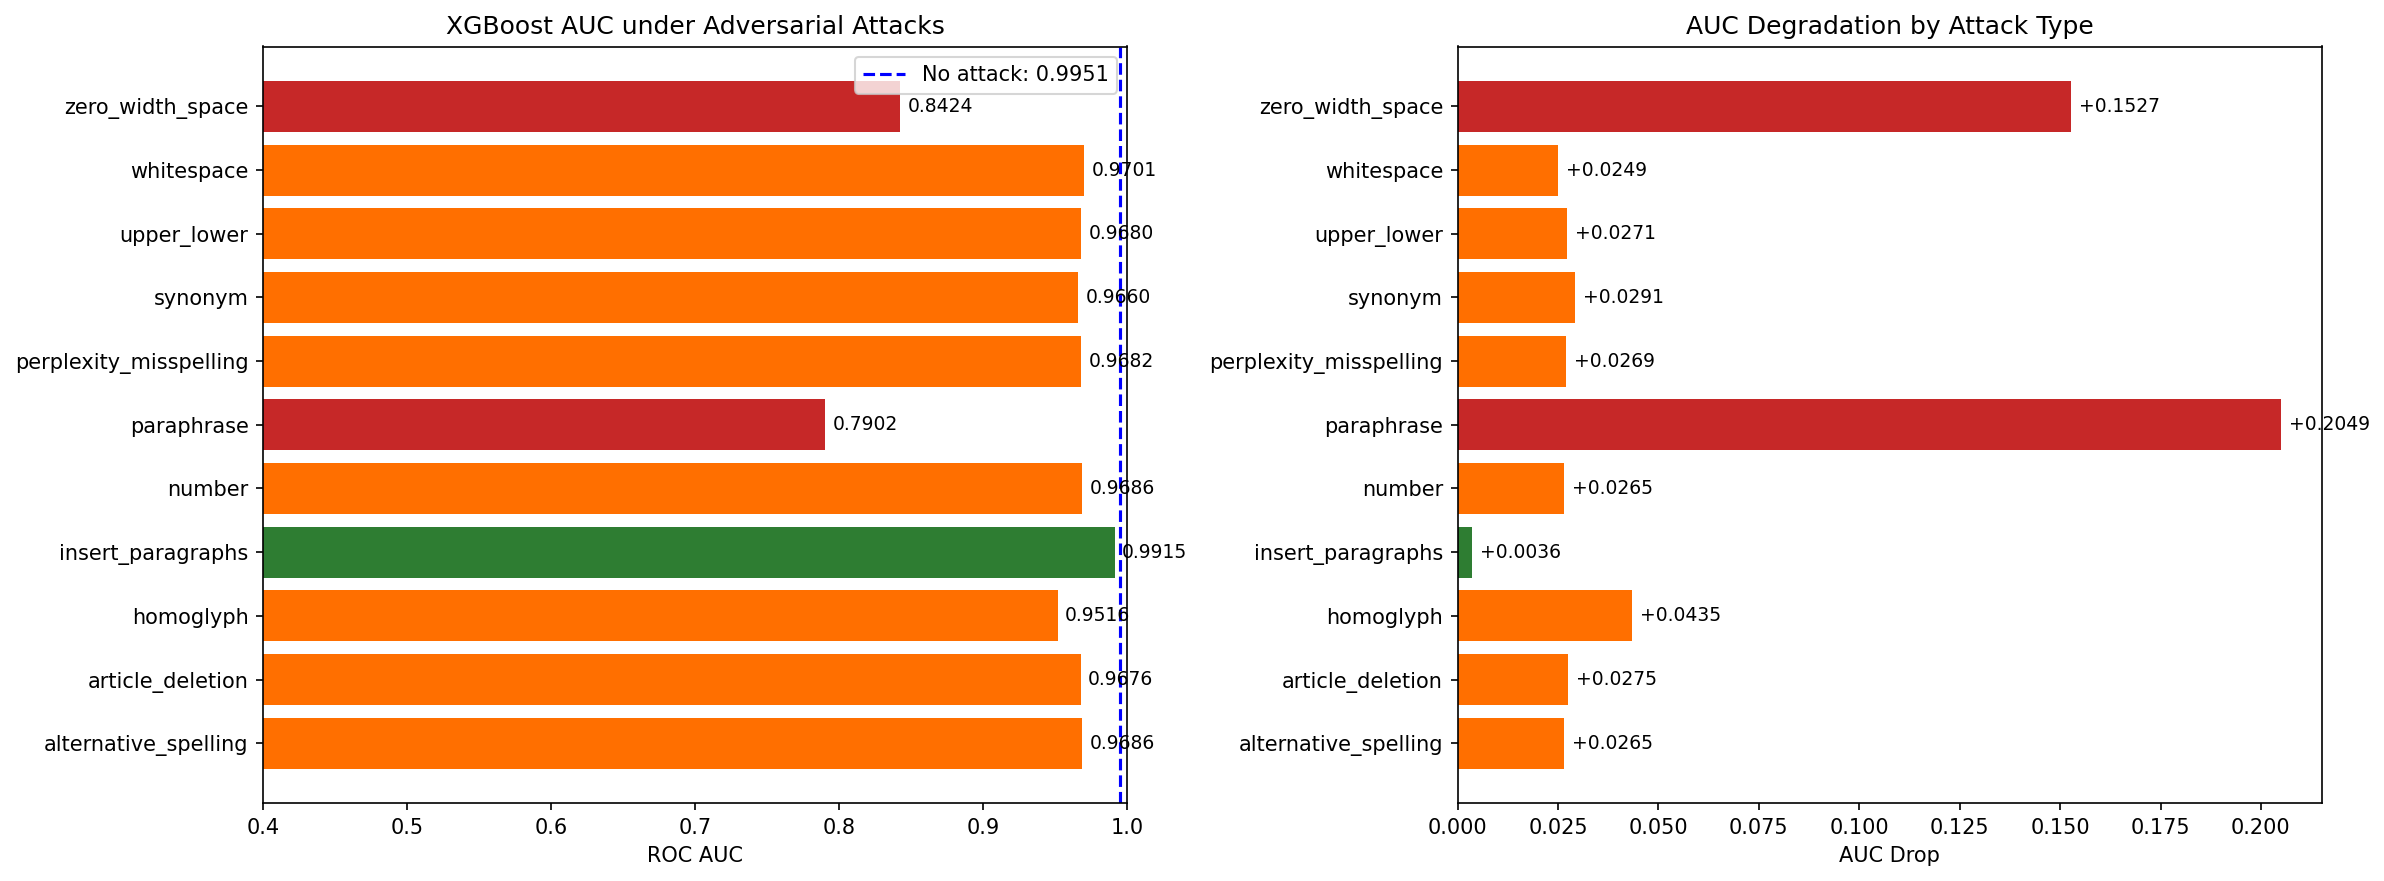 XGBoost AUC under Adversarial Attacks
No attack: 0.9951
zero_width_space 0.8424
whitespace 0.9701
upper_lower 0.9680
synonym 0.9660
perplexity_misspelling 0.9682
paraphrase 0.7902
number 0.9686
insert_paragraphs 0.9915
homoglyph 0.9516
article_deletion 0.9676
alternative_spelling 0.9686
0.4 0.5 0.6 0.7 0.8 0.9 1.0
ROC AUC
AUC Degradation by Attack Type
zero_width_space +0.1527
whitespace +0.0249
upper_lower +0.0271
synonym +0.0291
perplexity_misspelling +0.0269
paraphrase +0.2049
number +0.0265
insert_paragraphs +0.0036
homoglyph +0.0435
article_deletion +0.0275
alternative_spelling +0.0265
0.000 0.025 0.050 0.075 0.100 0.125 0.150 0.175 0.200
AUC Drop